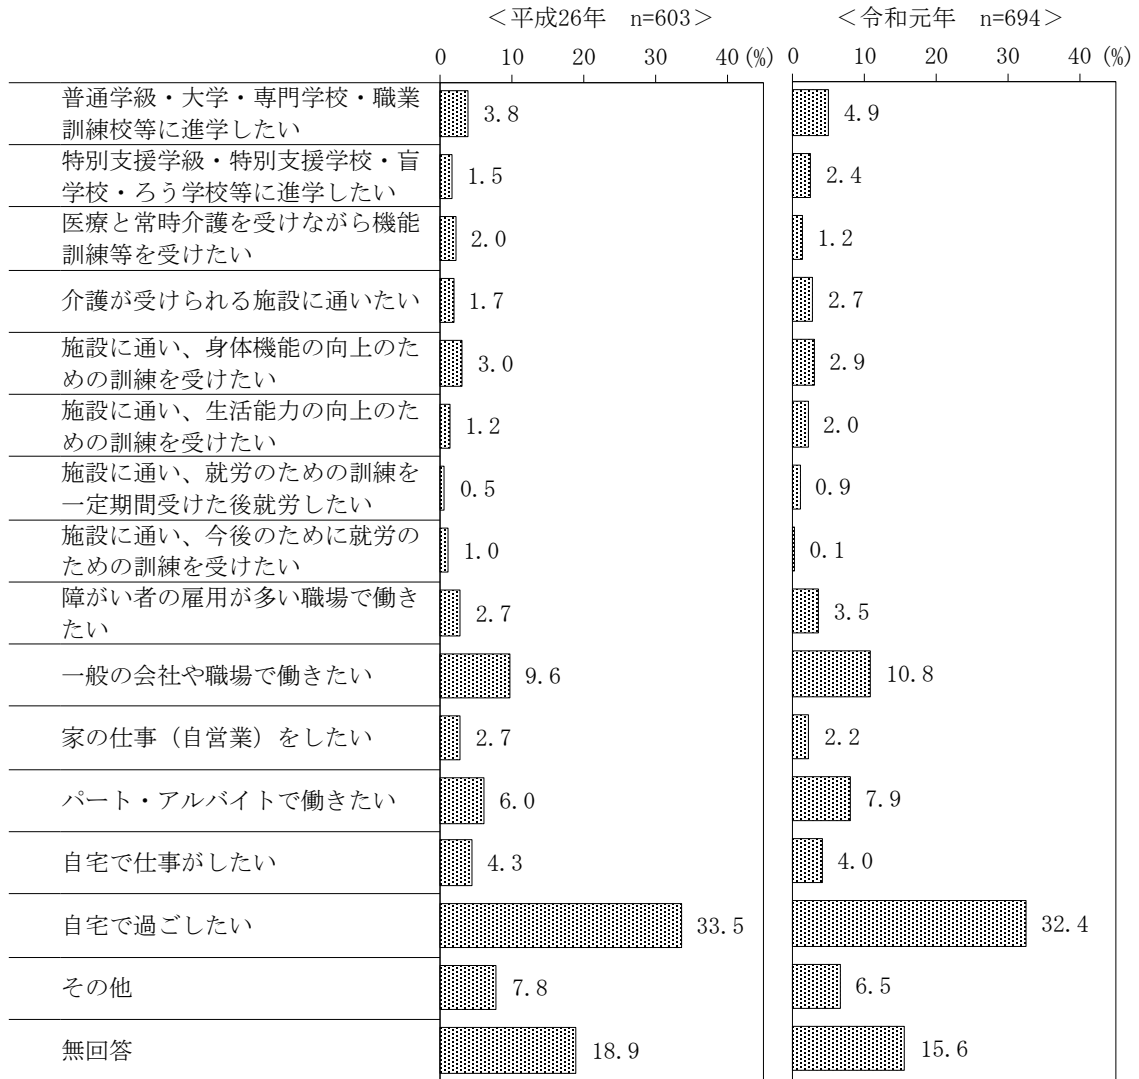 ＜平成26年　n=603＞　＜令和元年　n=694＞
0 10 20 30 40 (%) 0 10 20 30 40 (%)
普通学級・大学・専門学校・職業
訓練校等に進学したい
3.8 4.9
特別支援学級・特別支援学校・盲
学校・ろう学校等に進学したい
1.5 2.4
医療と常時介護を受けながら機能
訓練等を受けたい
2.0 1.2
介護が受けられる施設に通いたい
1.7 2.7
施設に通い、身体機能の向上のた
めの訓練を受けたい
3.0 2.9
施設に通い、生活能力の向上のた
めの訓練を受けたい
1.2 2.0
施設に通い、就労のための訓練を
一定期間受けた後就労したい
0.5 0.9
施設に通い、今後のために就労の
ための訓練を受けたい
1.0 0.1
障がい者の雇用が多い職場で働き
たい
2.7 3.5
一般の会社や職場で働きたい
9.6 10.8
家の仕事（自営業）をしたい
2.7 2.2
パート・アルバイトで働きたい
6.0 7.9
自宅で仕事がしたい
4.3 4.0
自宅で過ごしたい
33.5 32.4
その他
7.8 6.5
無回答
18.9 15.6